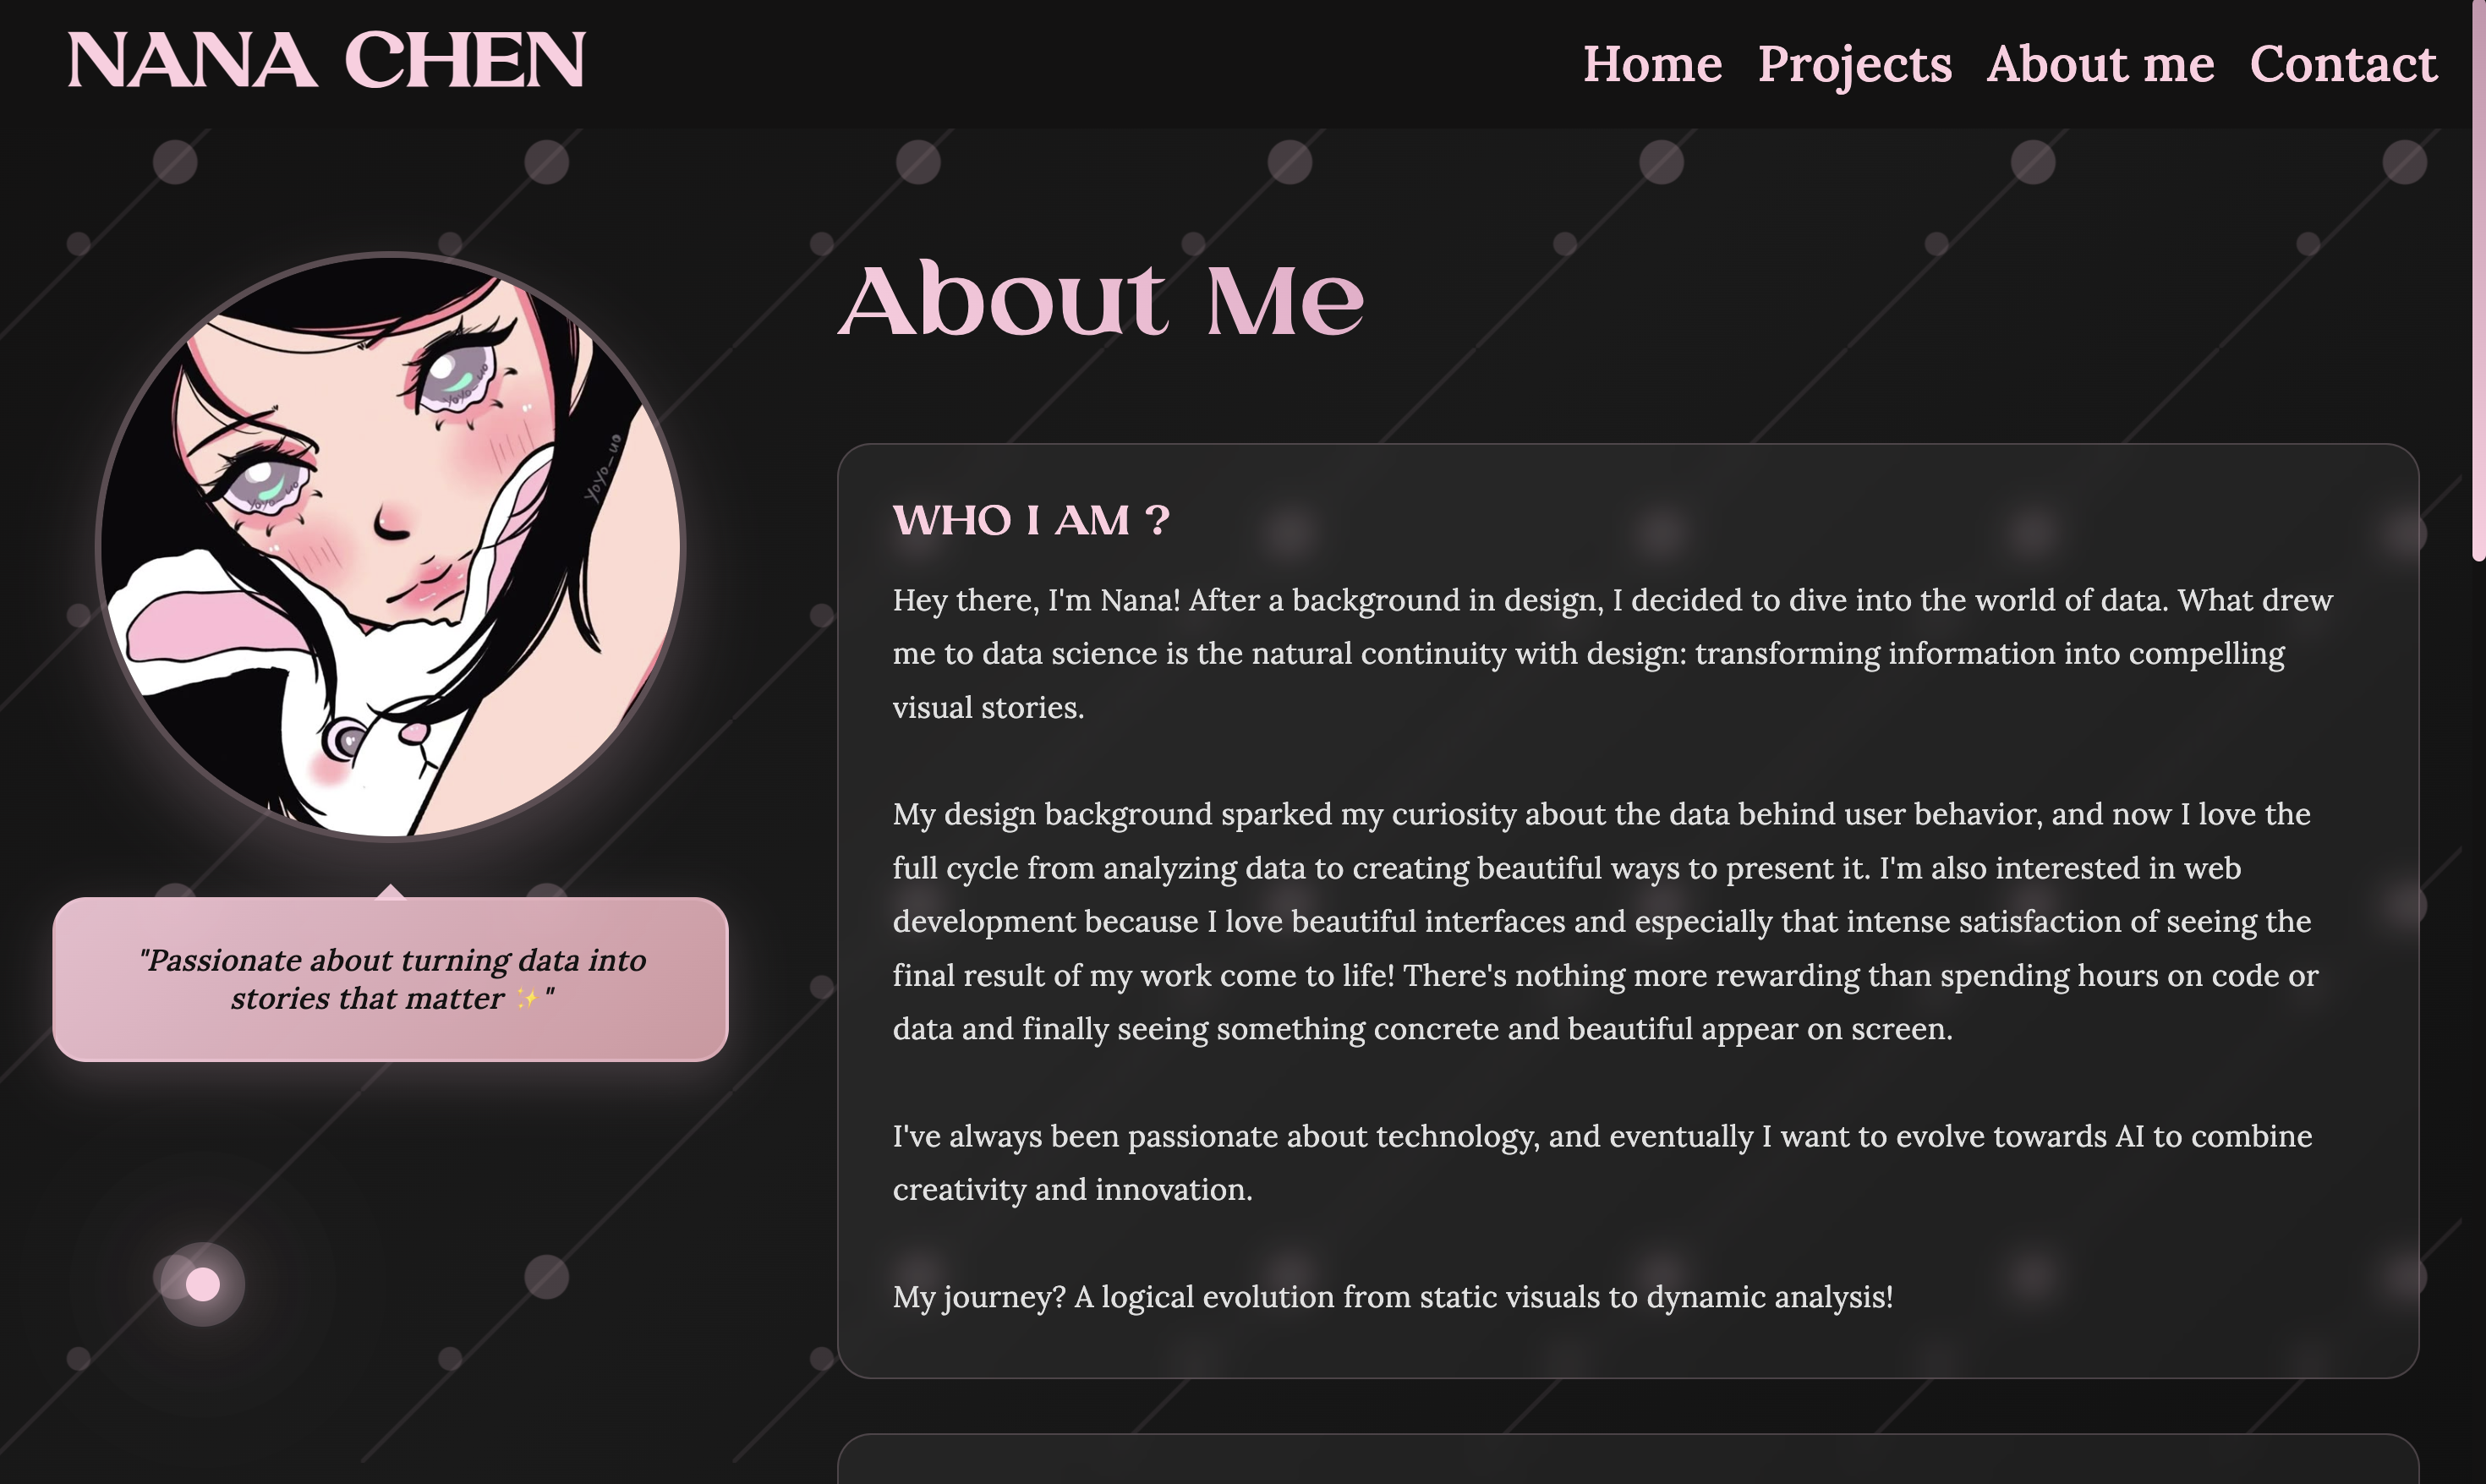 NANA CHEN
Home Projects About me Contact
About Me
yoyo_uo
yoyo_uo
yoyo_uo
"Passionate about turning data into
stories that matter ✨"
WHO I AM ?
Hey there, I'm Nana! After a background in design, I decided to dive into the world of data. What drew
me to data science is the natural continuity with design: transforming information into compelling
visual stories.
My design background sparked my curiosity about the data behind user behavior, and now I love the
full cycle from analyzing data to creating beautiful ways to present it. I'm also interested in web
development because I love beautiful interfaces and especially that intense satisfaction of seeing the
final result of my work come to life! There's nothing more rewarding than spending hours on code or
data and finally seeing something concrete and beautiful appear on screen.
I've always been passionate about technology, and eventually I want to evolve towards AI to combine
creativity and innovation.
My journey? A logical evolution from static visuals to dynamic analysis!